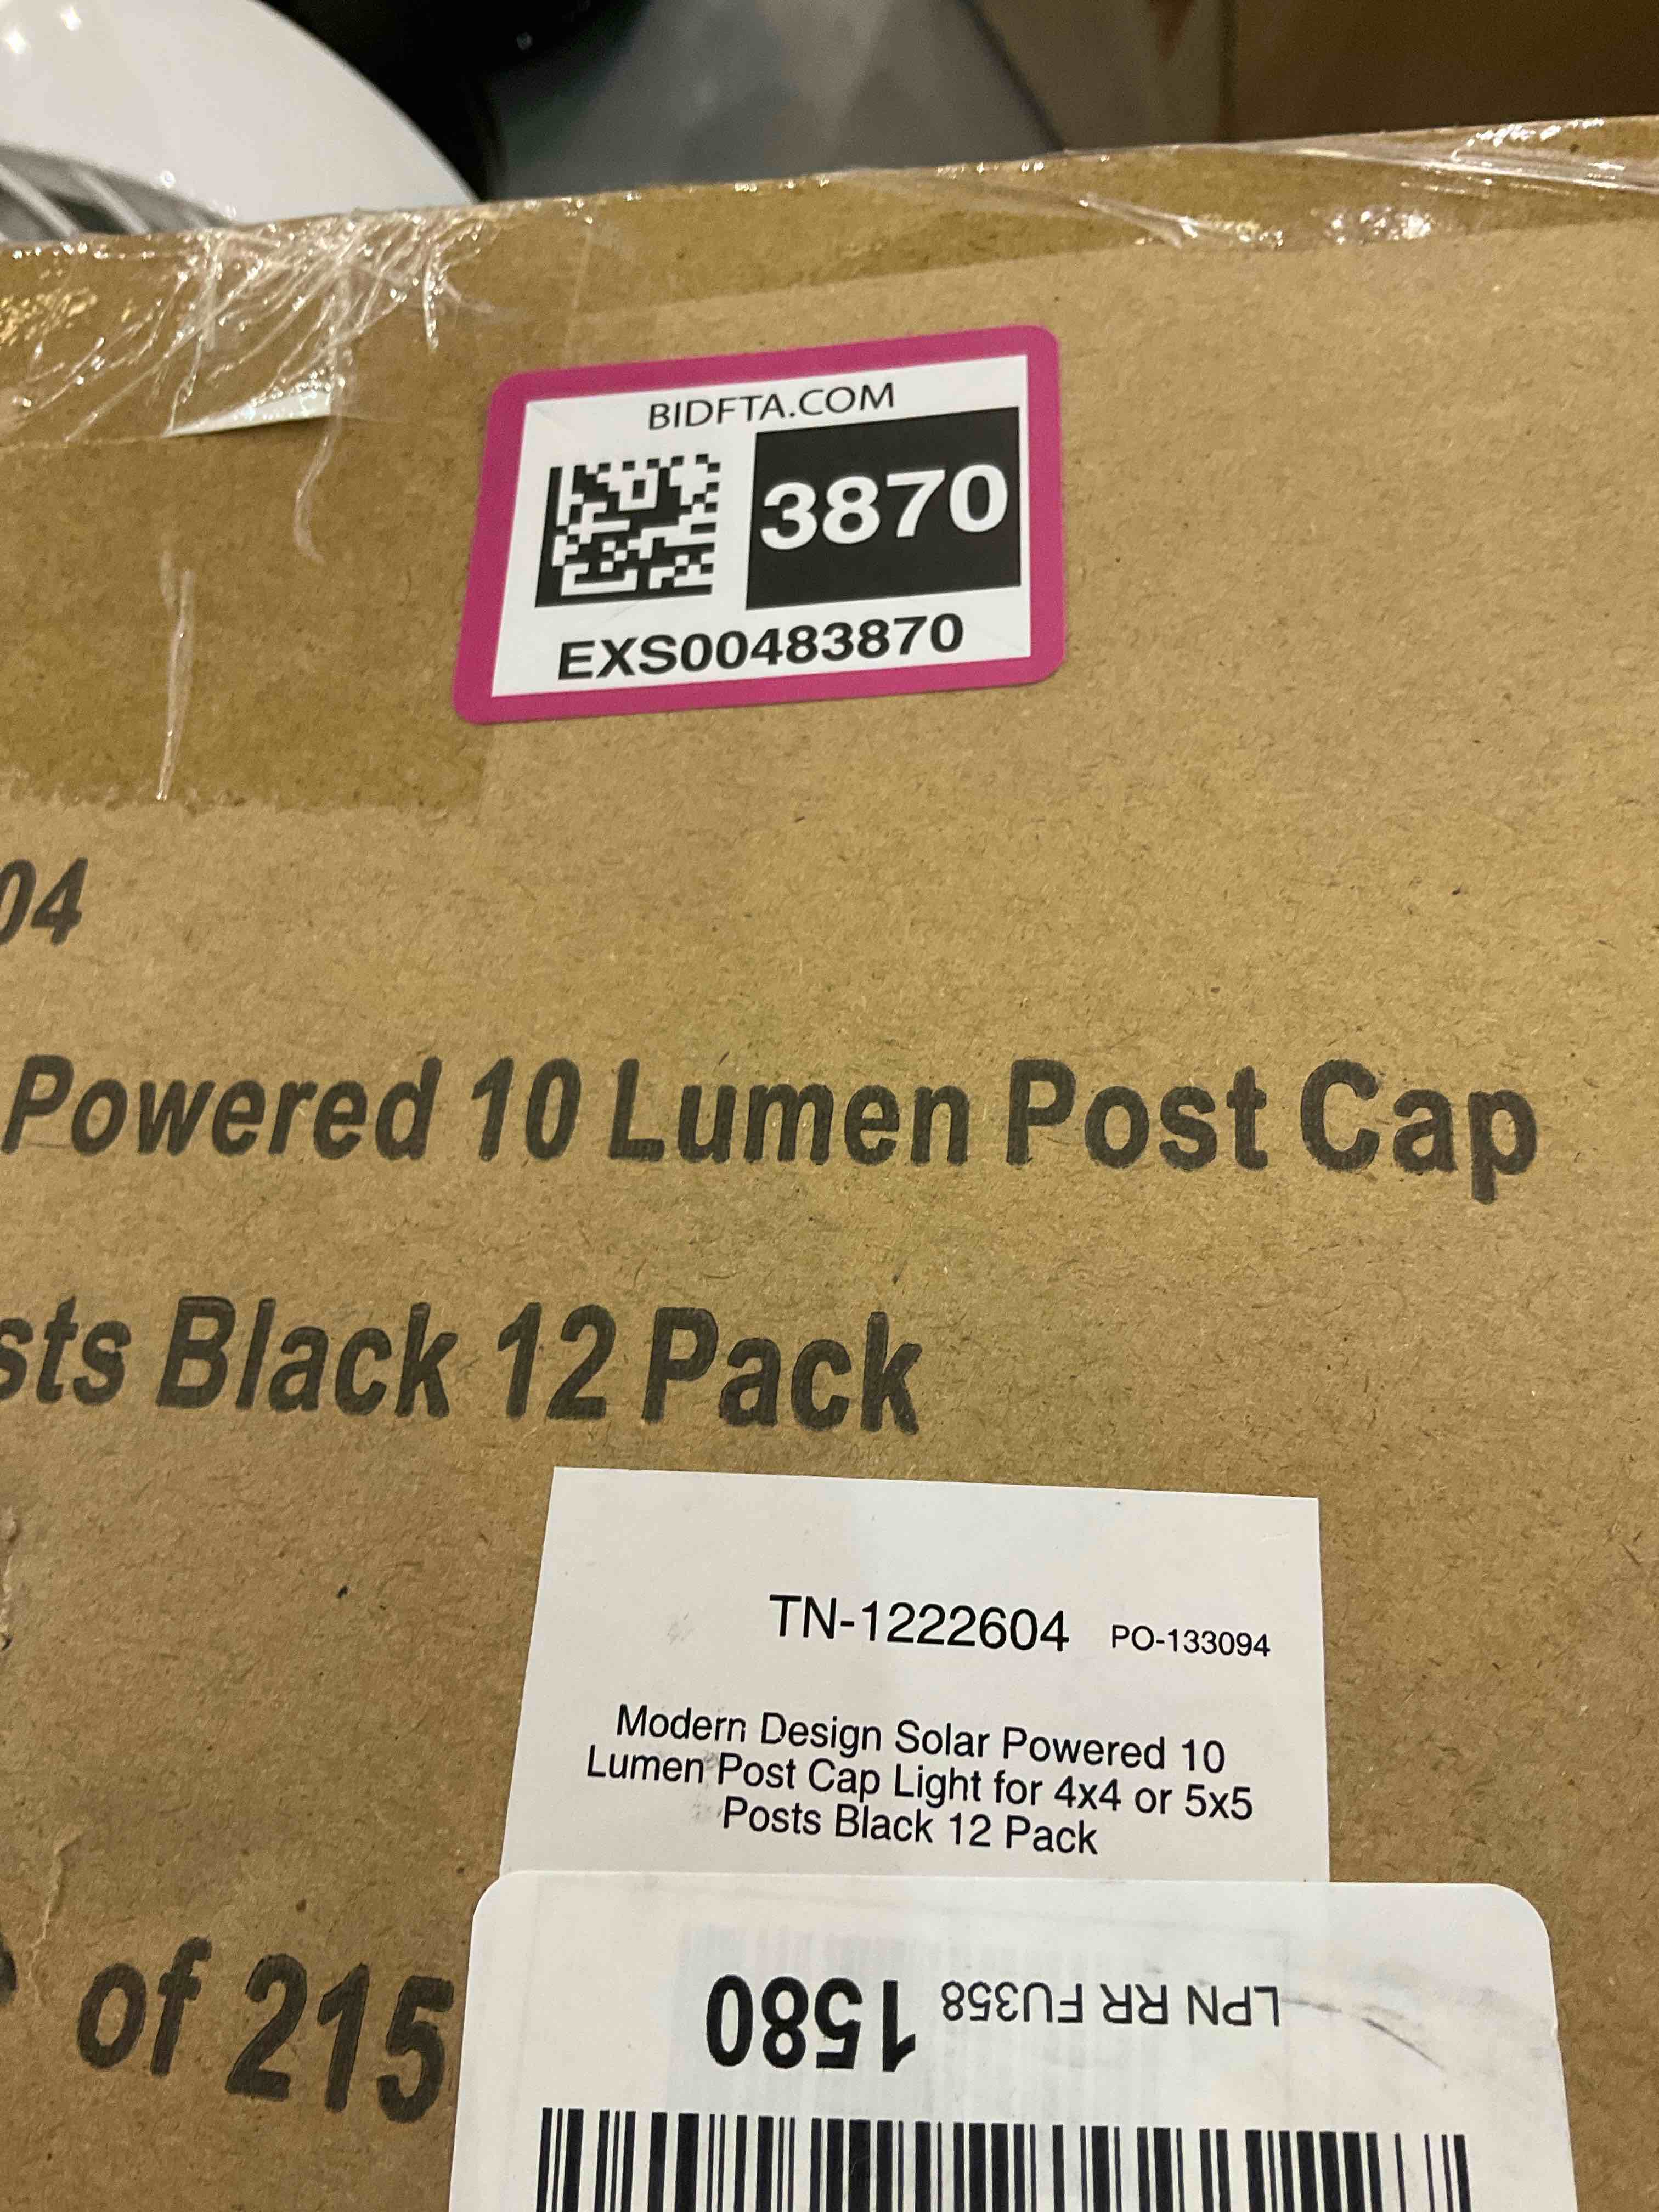 BIDFTA.COM
3870
EXS00483870
04
Powered 10 Lumen Post Cap
sts Black 12 Pack
TN-1222604 PO-133094
Modern Design Solar Powered 10
Lumen Post Cap Light for 4x4 or 5x5
Posts Black 12 Pack
of 215
LPN RR FU358 1580